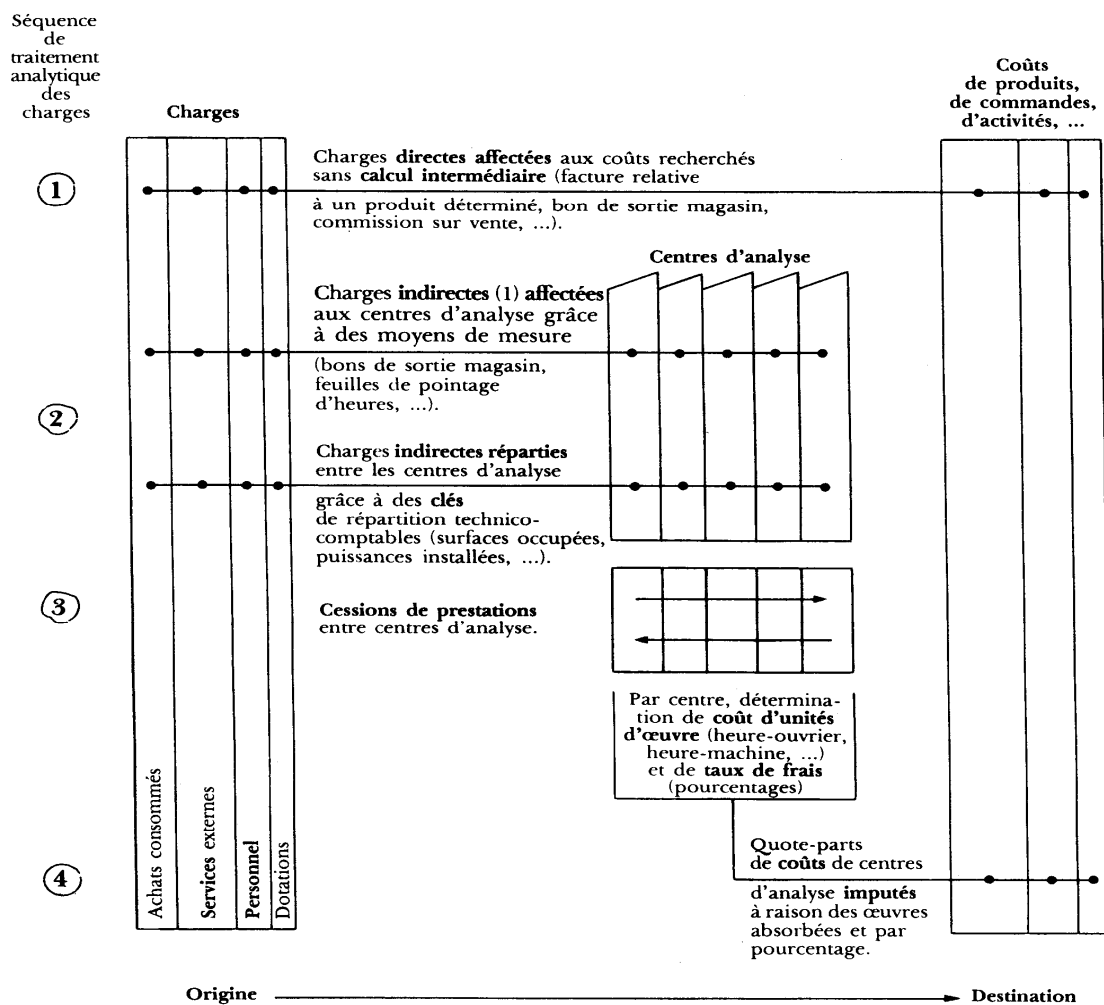 Séquence
de
traitement
analytique
des
charges
Charges
Coûts
de produits,
de commandes,
d'activités, ...
1
Charges directes affectées aux coûts recherchés
sans calcul intermédiaire (facture relative
à un produit déterminé, bon de sortie magasin,
commission sur vente, ...).
Centres d'analyse
2
Charges indirectes (1) affectées
aux centres d'analyse grâce
à des moyens de mesure
(bons de sortie magasin,
feuilles de pointage
d'heures, ...).
Charges indirectes réparties
entre les centres d'analyse
grâce à des clés
de répartition technico-
comptables (surfaces occupées,
puissances installées, ...).
3
Cessions de prestations
entre centres d'analyse.
Par centre, détermina-
tion de coût d'unités
d'œuvre (heure-ouvrier,
heure-machine, ...)
et de taux de frais
(pourcentages)
Achats consommés
Services externes
Personnel
Dotations
4
Quote-parts
de coûts de centres
d'analyse imputés
à raison des œuvres
absorbées et par
pourcentage.
Origine
Destination